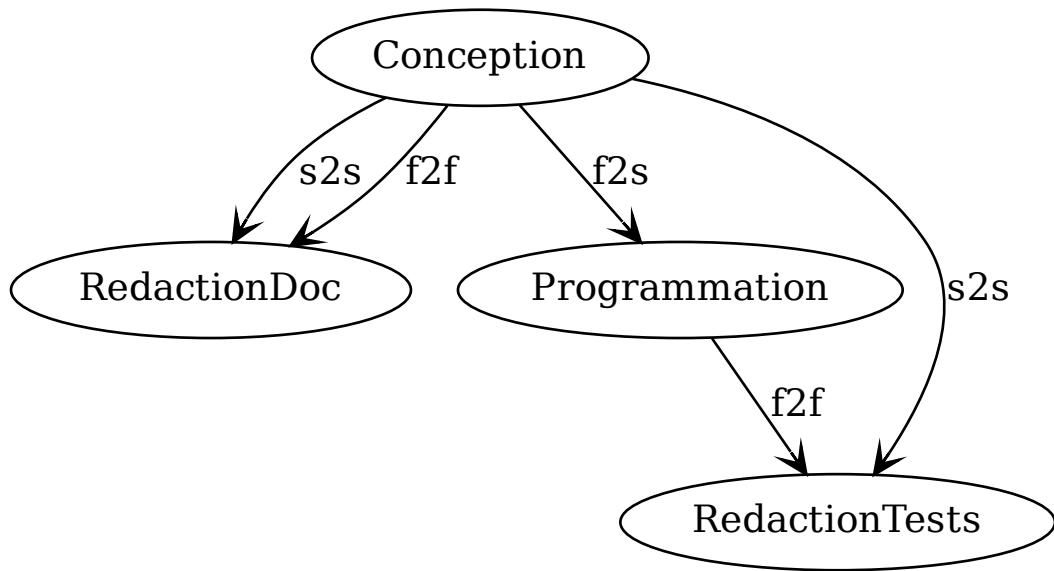 Conception
s2s
f2f
f2s
RedactionDoc
Programmation
s2s
f2f
RedactionTests